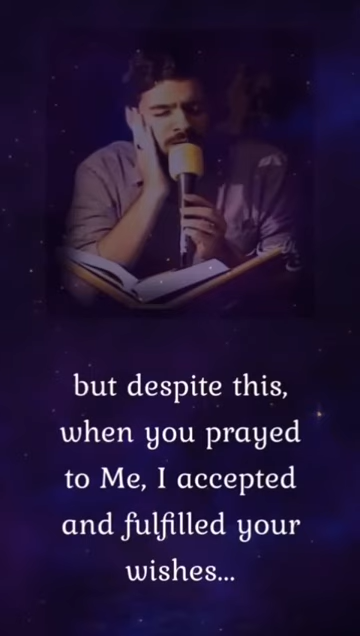 but despite this,
when you prayed
to Me, I accepted
and fulfilled your
wishes...